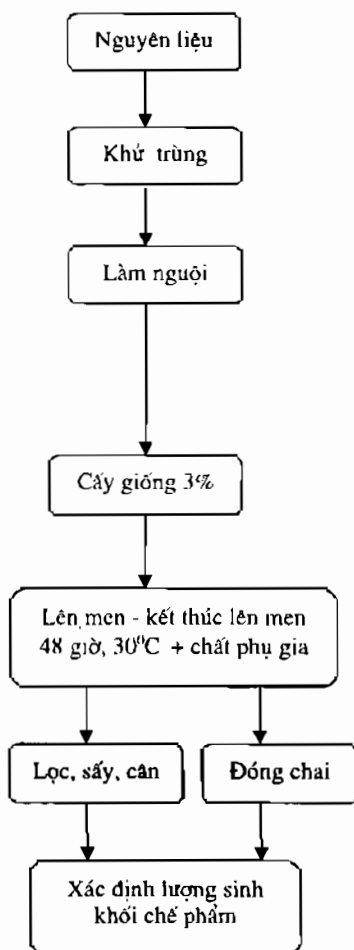 Nguyên liệu
Khử trùng
Làm nguội
Cấy giống 3%
Lên men - kết thúc lên men
48 giờ, 30⁰C + chất phụ gia
Lọc, sấy, cân
Đóng chai
Xác định lượng sinh
khối chế phẩm